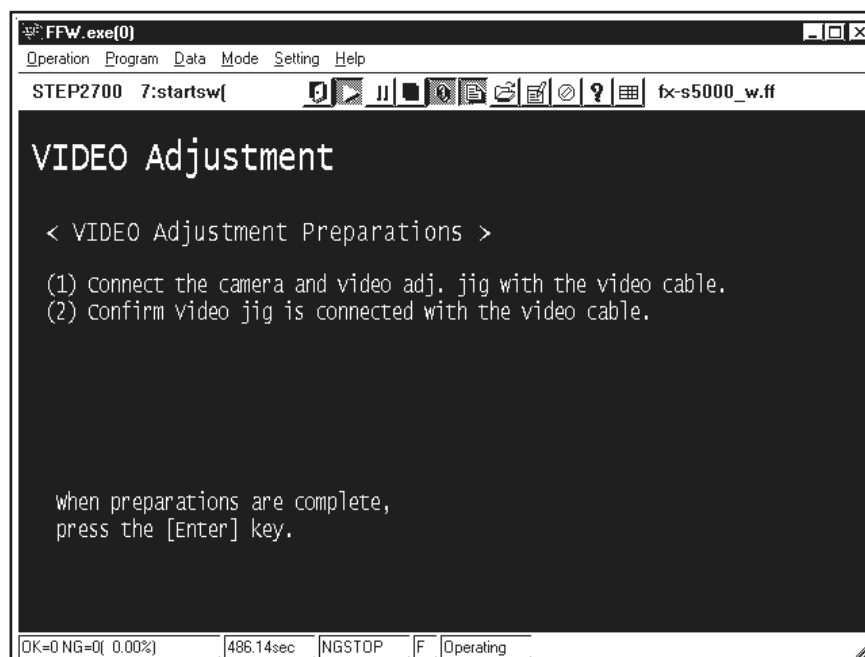 FFW.exe(0)
Operation Program Data Mode Setting Help
STEP2700 7:startsw( fx-s5000_w.ff
VIDEO Adjustment
< VIDEO Adjustment Preparations >
(1) Connect the camera and video adj. jig with the video cable.
(2) Confirm Video jig is connected with the video cable.
When preparations are complete,
press the [Enter] key.
OK=0 NG=0( 0.00%) 486.14sec NGSTOP F Operating